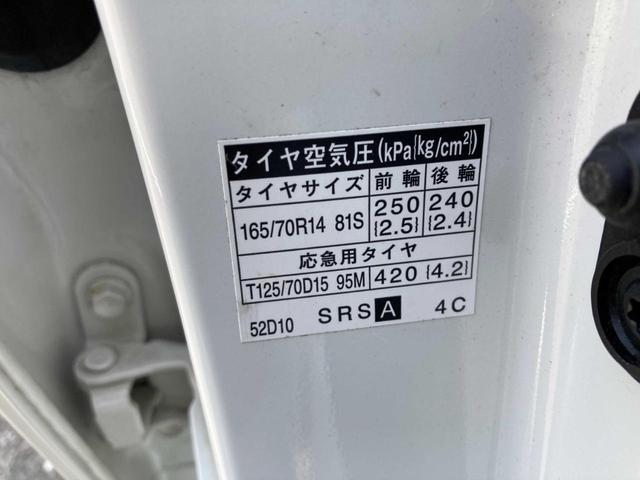 タイヤ空気圧(kPa{kg/cm²})
タイヤサイズ 前輪 後輪
165/70R14 81S 250 240
{2.5} {2.4}
応急用タイヤ
T125/70D15 95M 420 {4.2}
52D10 SRS A 4C